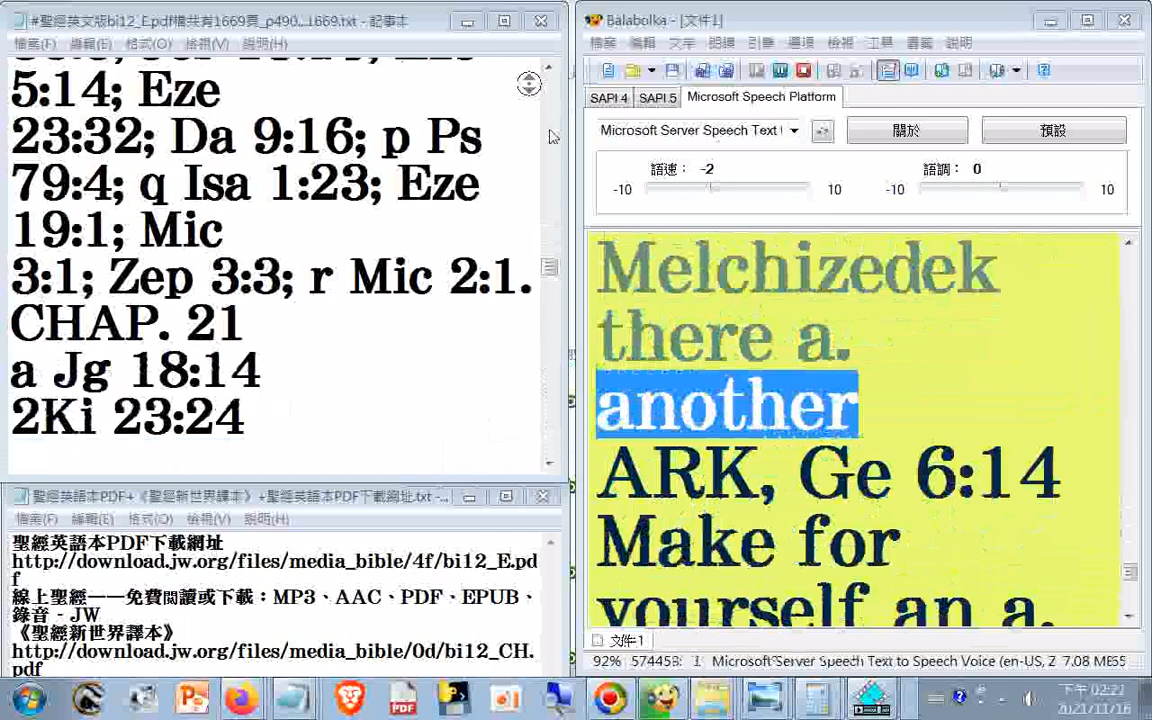 #聖經英文版bi12_E.pdf檔共有1669頁_p490..1669.txt - 記事本
檔案(F) 編輯(E) 格式(O) 檢視(V) 說明(H)
5:14; Eze
23:32; Da 9:16; p Ps
79:4; q Isa 1:23; Eze
19:1; Mic
3:1; Zep 3:3; r Mic 2:1.
CHAP. 21
a Jg 18:14
2Ki 23:24
聖經英語本PDF+《聖經新世界譯本》+聖經英語本PDF下載網址.txt -...
檔案(F) 編輯(E) 格式(O) 檢視(V) 說明(H)
聖經英語本PDF下載網址
http://download.jw.org/files/media_bible/4f/bi12_E.pd
f
線上聖經——免費閱讀或下載：MP3、AAC、PDF、EPUB、
錄音 - JW
《聖經新世界譯本》
http://download.jw.org/files/media_bible/0d/bi12_CH.
pdf
Balabolka - [文件1]
檔案 編輯 文字 朗讀 引擎 選項 檢視 工具 書籤 說明
SAPI 4 SAPI 5 Microsoft Speech Platform
Microsoft Server Speech Text 關於 預設
語速： -2 語調： 0
-10 10 -10 10
Melchizedek
there a.
another
ARK, Ge 6:14
Make for
yourself an a.
文件1
92% Microsoft Server Speech Text to Speech Voice (en-US, Z 7.08
下午 02:21
2021/11/16